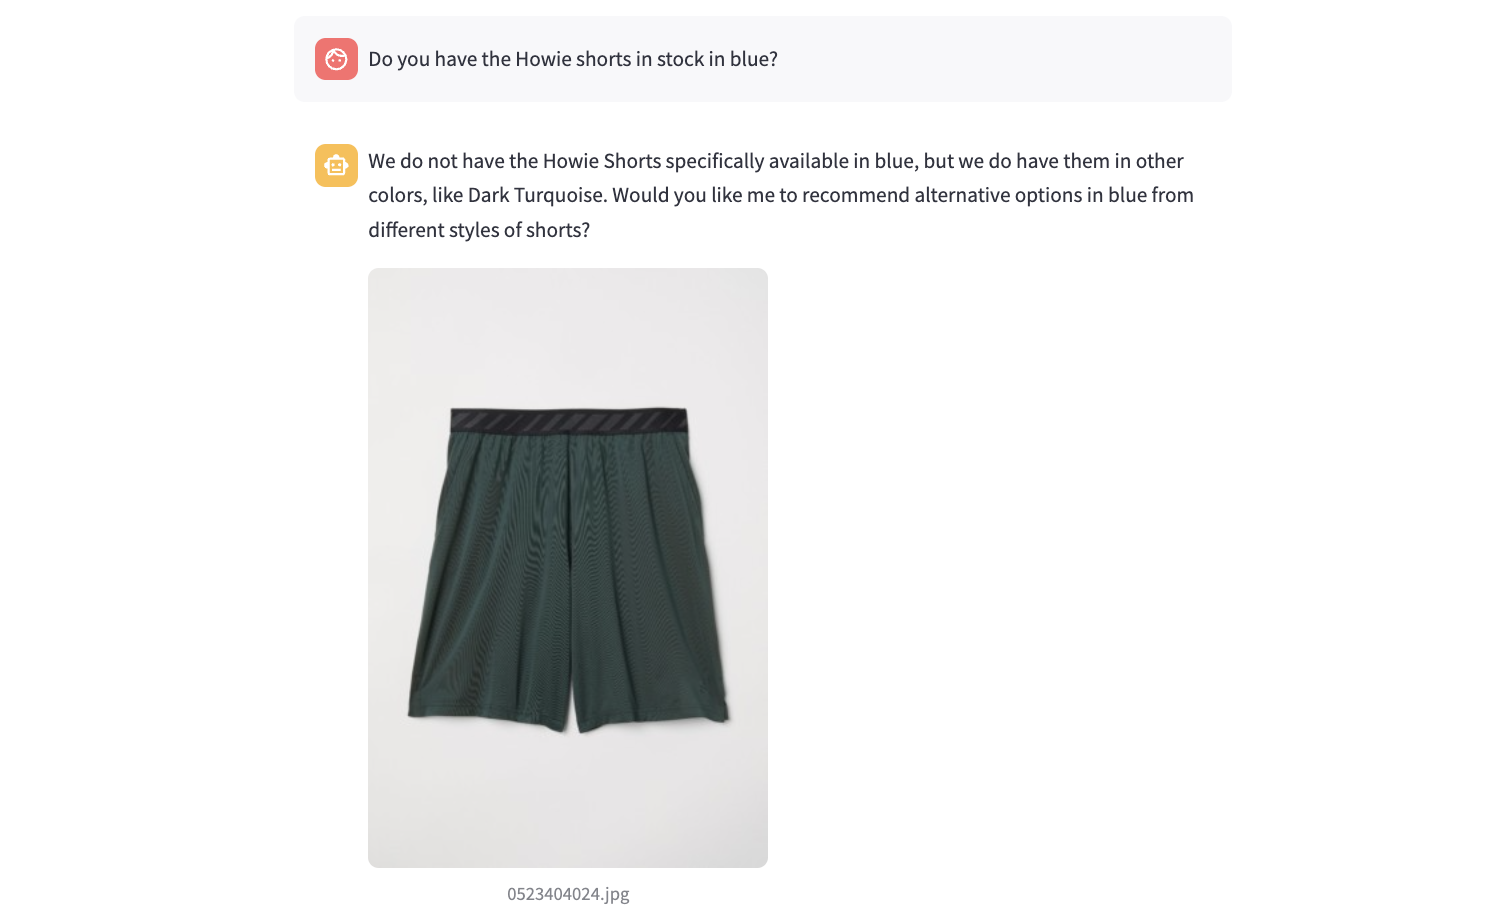 Do you have the Howie shorts in stock in blue?
We do not have the Howie Shorts specifically available in blue, but we do have them in other
colors, like Dark Turquoise. Would you like me to recommend alternative options in blue from
different styles of shorts?
0523404024.jpg